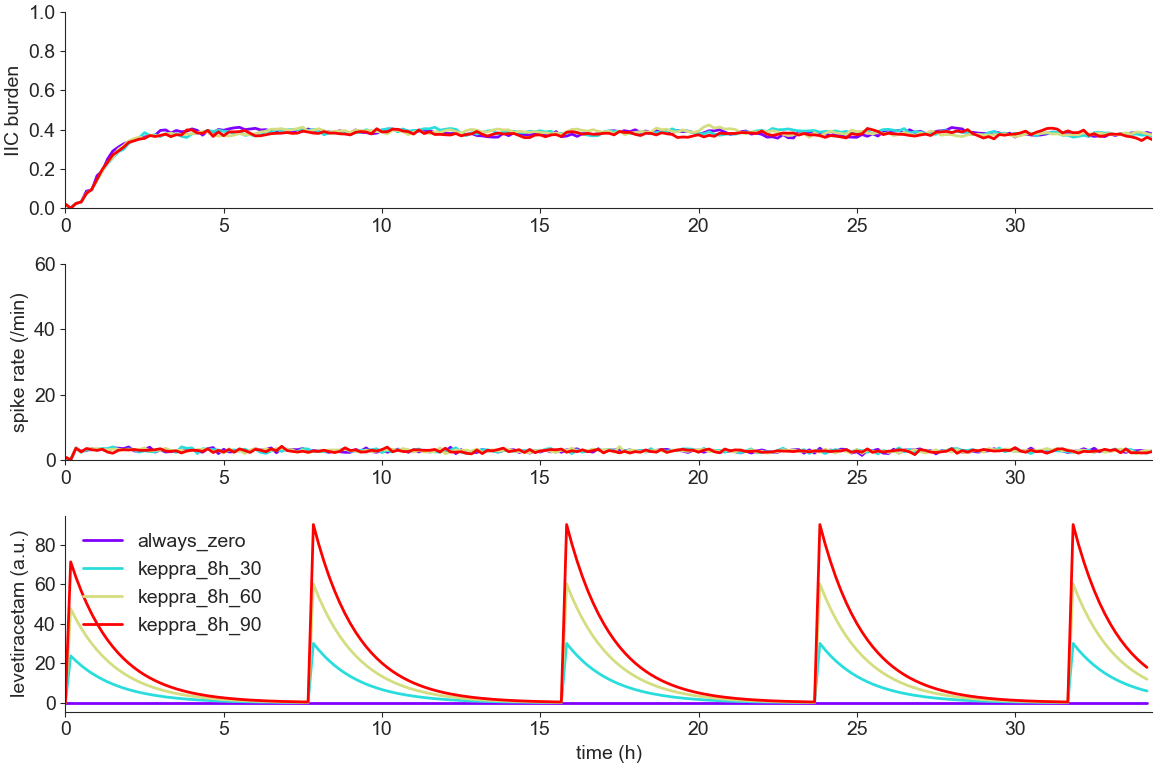 IIC burden
1.0
0.8
0.6
0.4
0.2
0.0
0 5 10 15 20 25 30
spike rate (/min)
60
40
20
0
0 5 10 15 20 25 30
levetiracetam (a.u.)
80
60
40
20
0
always_zero
keppra_8h_30
keppra_8h_60
keppra_8h_90
0 5 10 15 20 25 30
time (h)